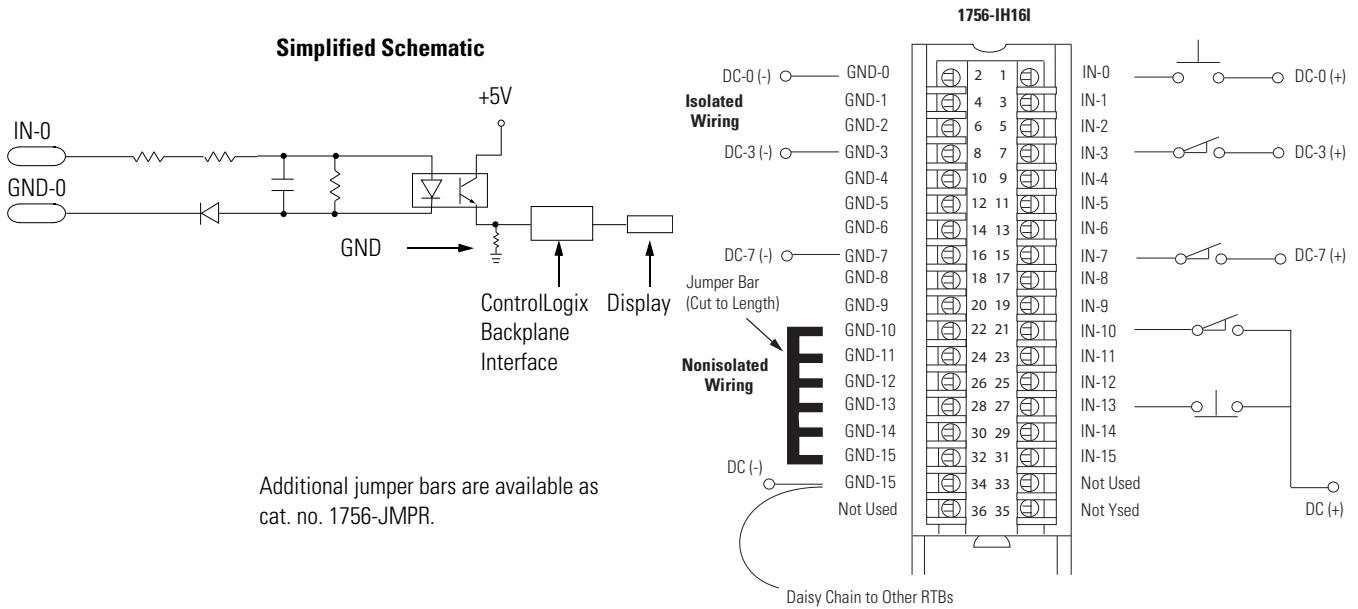 Simplified Schematic
+5V
IN-0
GND-0
GND
ControlLogix
Backplane
Interface
Display
Additional jumper bars are available as
cat. no. 1756-JMPR.
1756-IH16I
DC-0 (-) GND-0 2 1 IN-0 DC-0 (+)
Isolated
Wiring
GND-1 4 3 IN-1
GND-2 6 5 IN-2
DC-3 (-) GND-3 8 7 IN-3 DC-3 (+)
GND-4 10 9 IN-4
GND-5 12 11 IN-5
GND-6 14 13 IN-6
DC-7 (-) GND-7 16 15 IN-7 DC-7 (+)
Jumper Bar
(Cut to Length)
GND-8 18 17 IN-8
GND-9 20 19 IN-9
GND-10 22 21 IN-10
Nonisolated
Wiring
GND-11 24 23 IN-11
GND-12 26 25 IN-12
GND-13 28 27 IN-13
GND-14 30 29 IN-14
GND-15 32 31 IN-15
DC (-) GND-15 34 33 Not Used
Not Used 36 35 Not Ysed DC (+)
Daisy Chain to Other RTBs